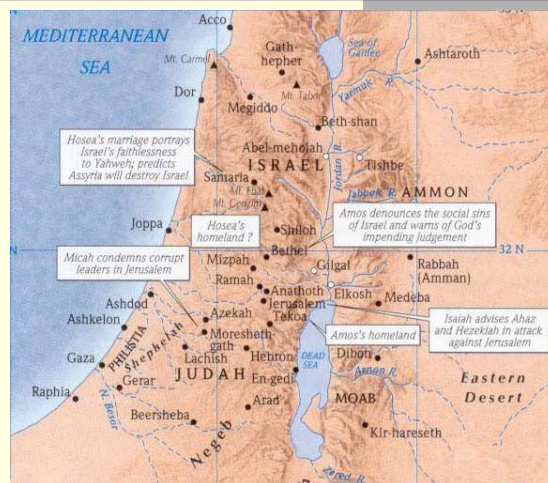 Acco
33 N
MEDITERRANEAN
SEA
Sea of
Galilee
Gath-
hepher
Ashtaroth
Mt. Carmel
Mt. Tabor
Yarmuk R.
Dor
Megiddo
Beth-shan
Abel-meholah
Hosea's marriage portrays
Israel's faithlessness
to Yahweh; predicts
Assyria will destroy Israel
ISRAEL
Jordan R.
Tishbe
Samaria
Mt. Ebal
Mt. Gerizim
Jabbok R.
AMMON
Hosea's
homeland ?
Shiloh
Amos denounces the social sins
of Israel and warns of God's
impending judgement
Joppa
N
32 N
Bethel
Micah condemns corrupt
leaders in Jerusalem
Mizpah
Gilgal
Rabbah
(Amman)
Ramah
Anathoth
Elkosh
Medeba
Ashdod
Jerusalem
Azekah
Tekoa
Isaiah advises Ahaz
and Hezekiah in attack
against Jerusalem
Ashkelon
Moresheth-
gath
Amos's homeland
PHILISTIA
Shephelah
Lachish
Hebron
DEAD
SEA
Dibon
Gaza
JUDAH
En-gedi
Arnon R.
Gerar
Eastern
Desert
Raphia
N. Besor
Arad
MOAB
Beersheba
Negeb
Kir-hareseth
Zered R.